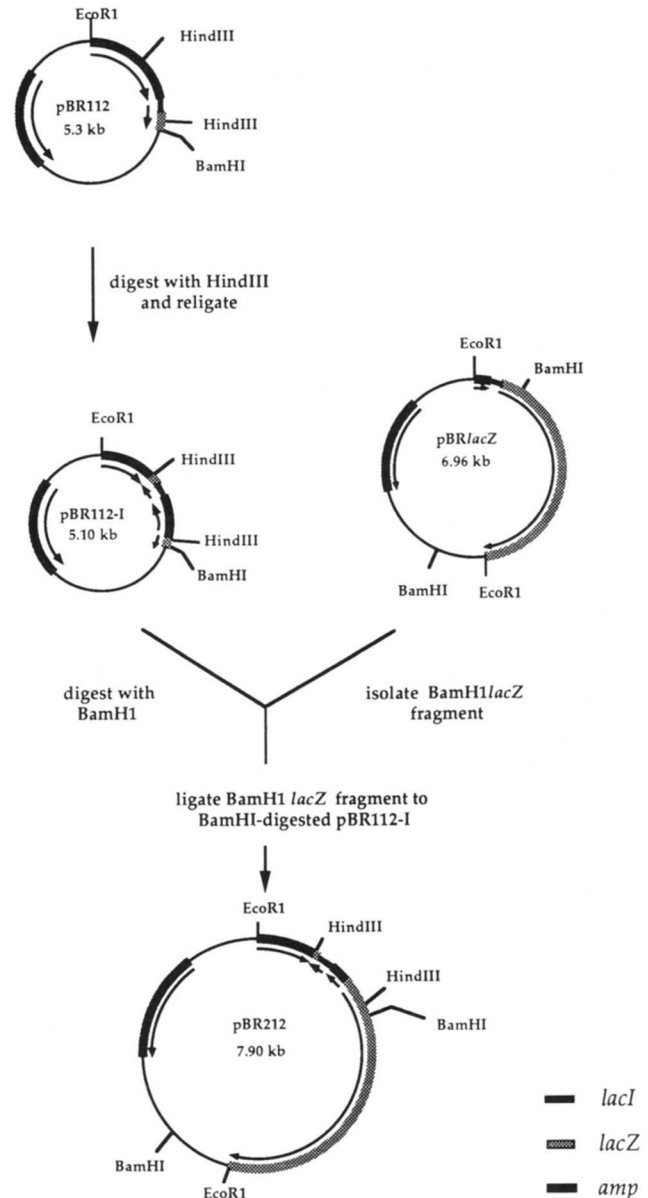 EcoR1
HindIII
pBR112
5.3 kb
HindIII
BamHI
digest with HindIII
and religate
EcoR1
BamHI
pBRlacZ
6.96 kb
BamHI
EcoR1
EcoR1
HindIII
pBR112-I
5.10 kb
HindIII
BamHI
digest with
BamH1
isolate BamH1lacZ
fragment
ligate BamH1 lacZ fragment to
BamHI-digested pBR112-I
EcoR1
HindIII
HindIII
BamHI
pBR212
7.90 kb
BamHI
EcoR1
lacI
lacZ
amp